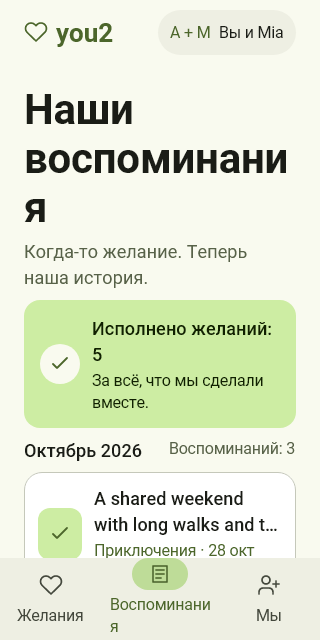 you2
A + M Вы и Mia
Наши
воспоминани
я
Когда-то желание. Теперь
наша история.
Исполнено желаний:
5
За всё, что мы сделали
вместе.
Октябрь 2026 Воспоминаний: 3
A shared weekend
with long walks and t…
Приключения · 28 окт
Желания
Воспоминани
я
Мы